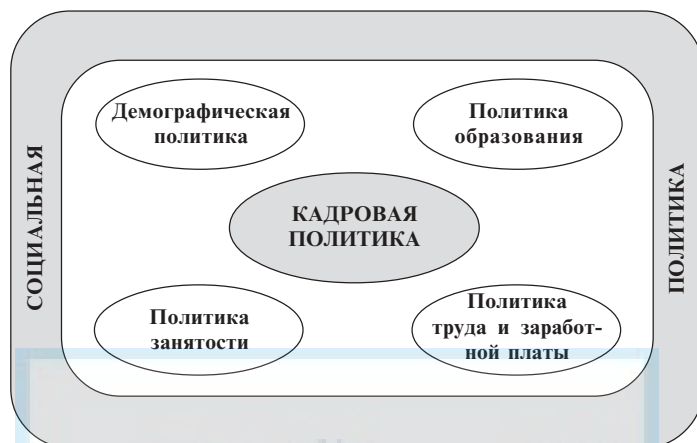 Демографическая
политика
Политика
образования
СОЦИАЛЬНАЯ
КАДРОВАЯ
ПОЛИТИКА
ПОЛИТИКА
Политика
занятости
Политика
труда и заработ-
ной платы